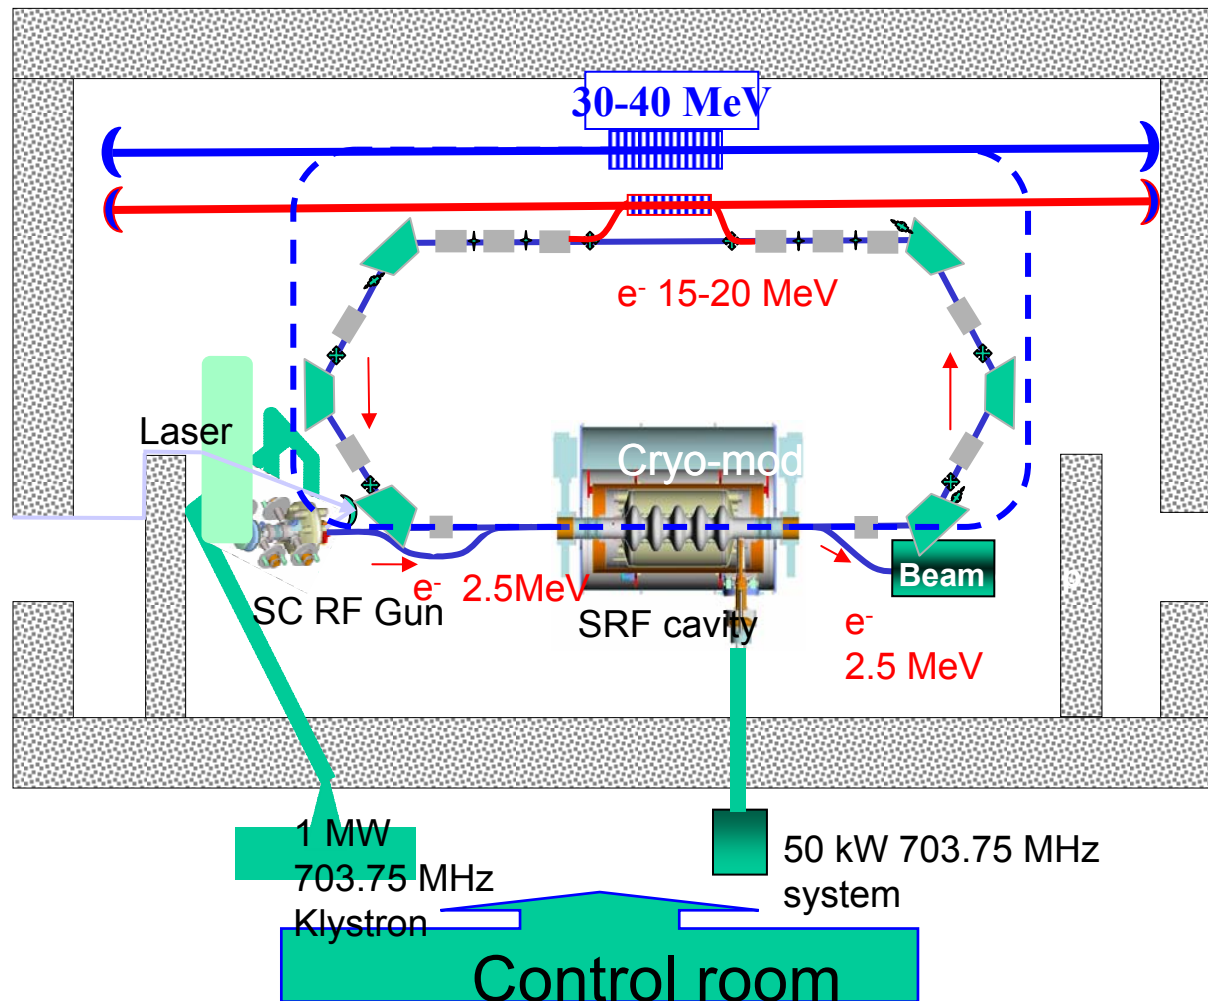 30-40 MeV
e- 15-20 MeV
Laser
Cryo-mod
e- 2.5MeV
SC RF Gun
SRF cavity
Beam
e-
2.5 MeV
1 MW
703.75 MHz
Klystron
50 kW 703.75 MHz
system
Control room